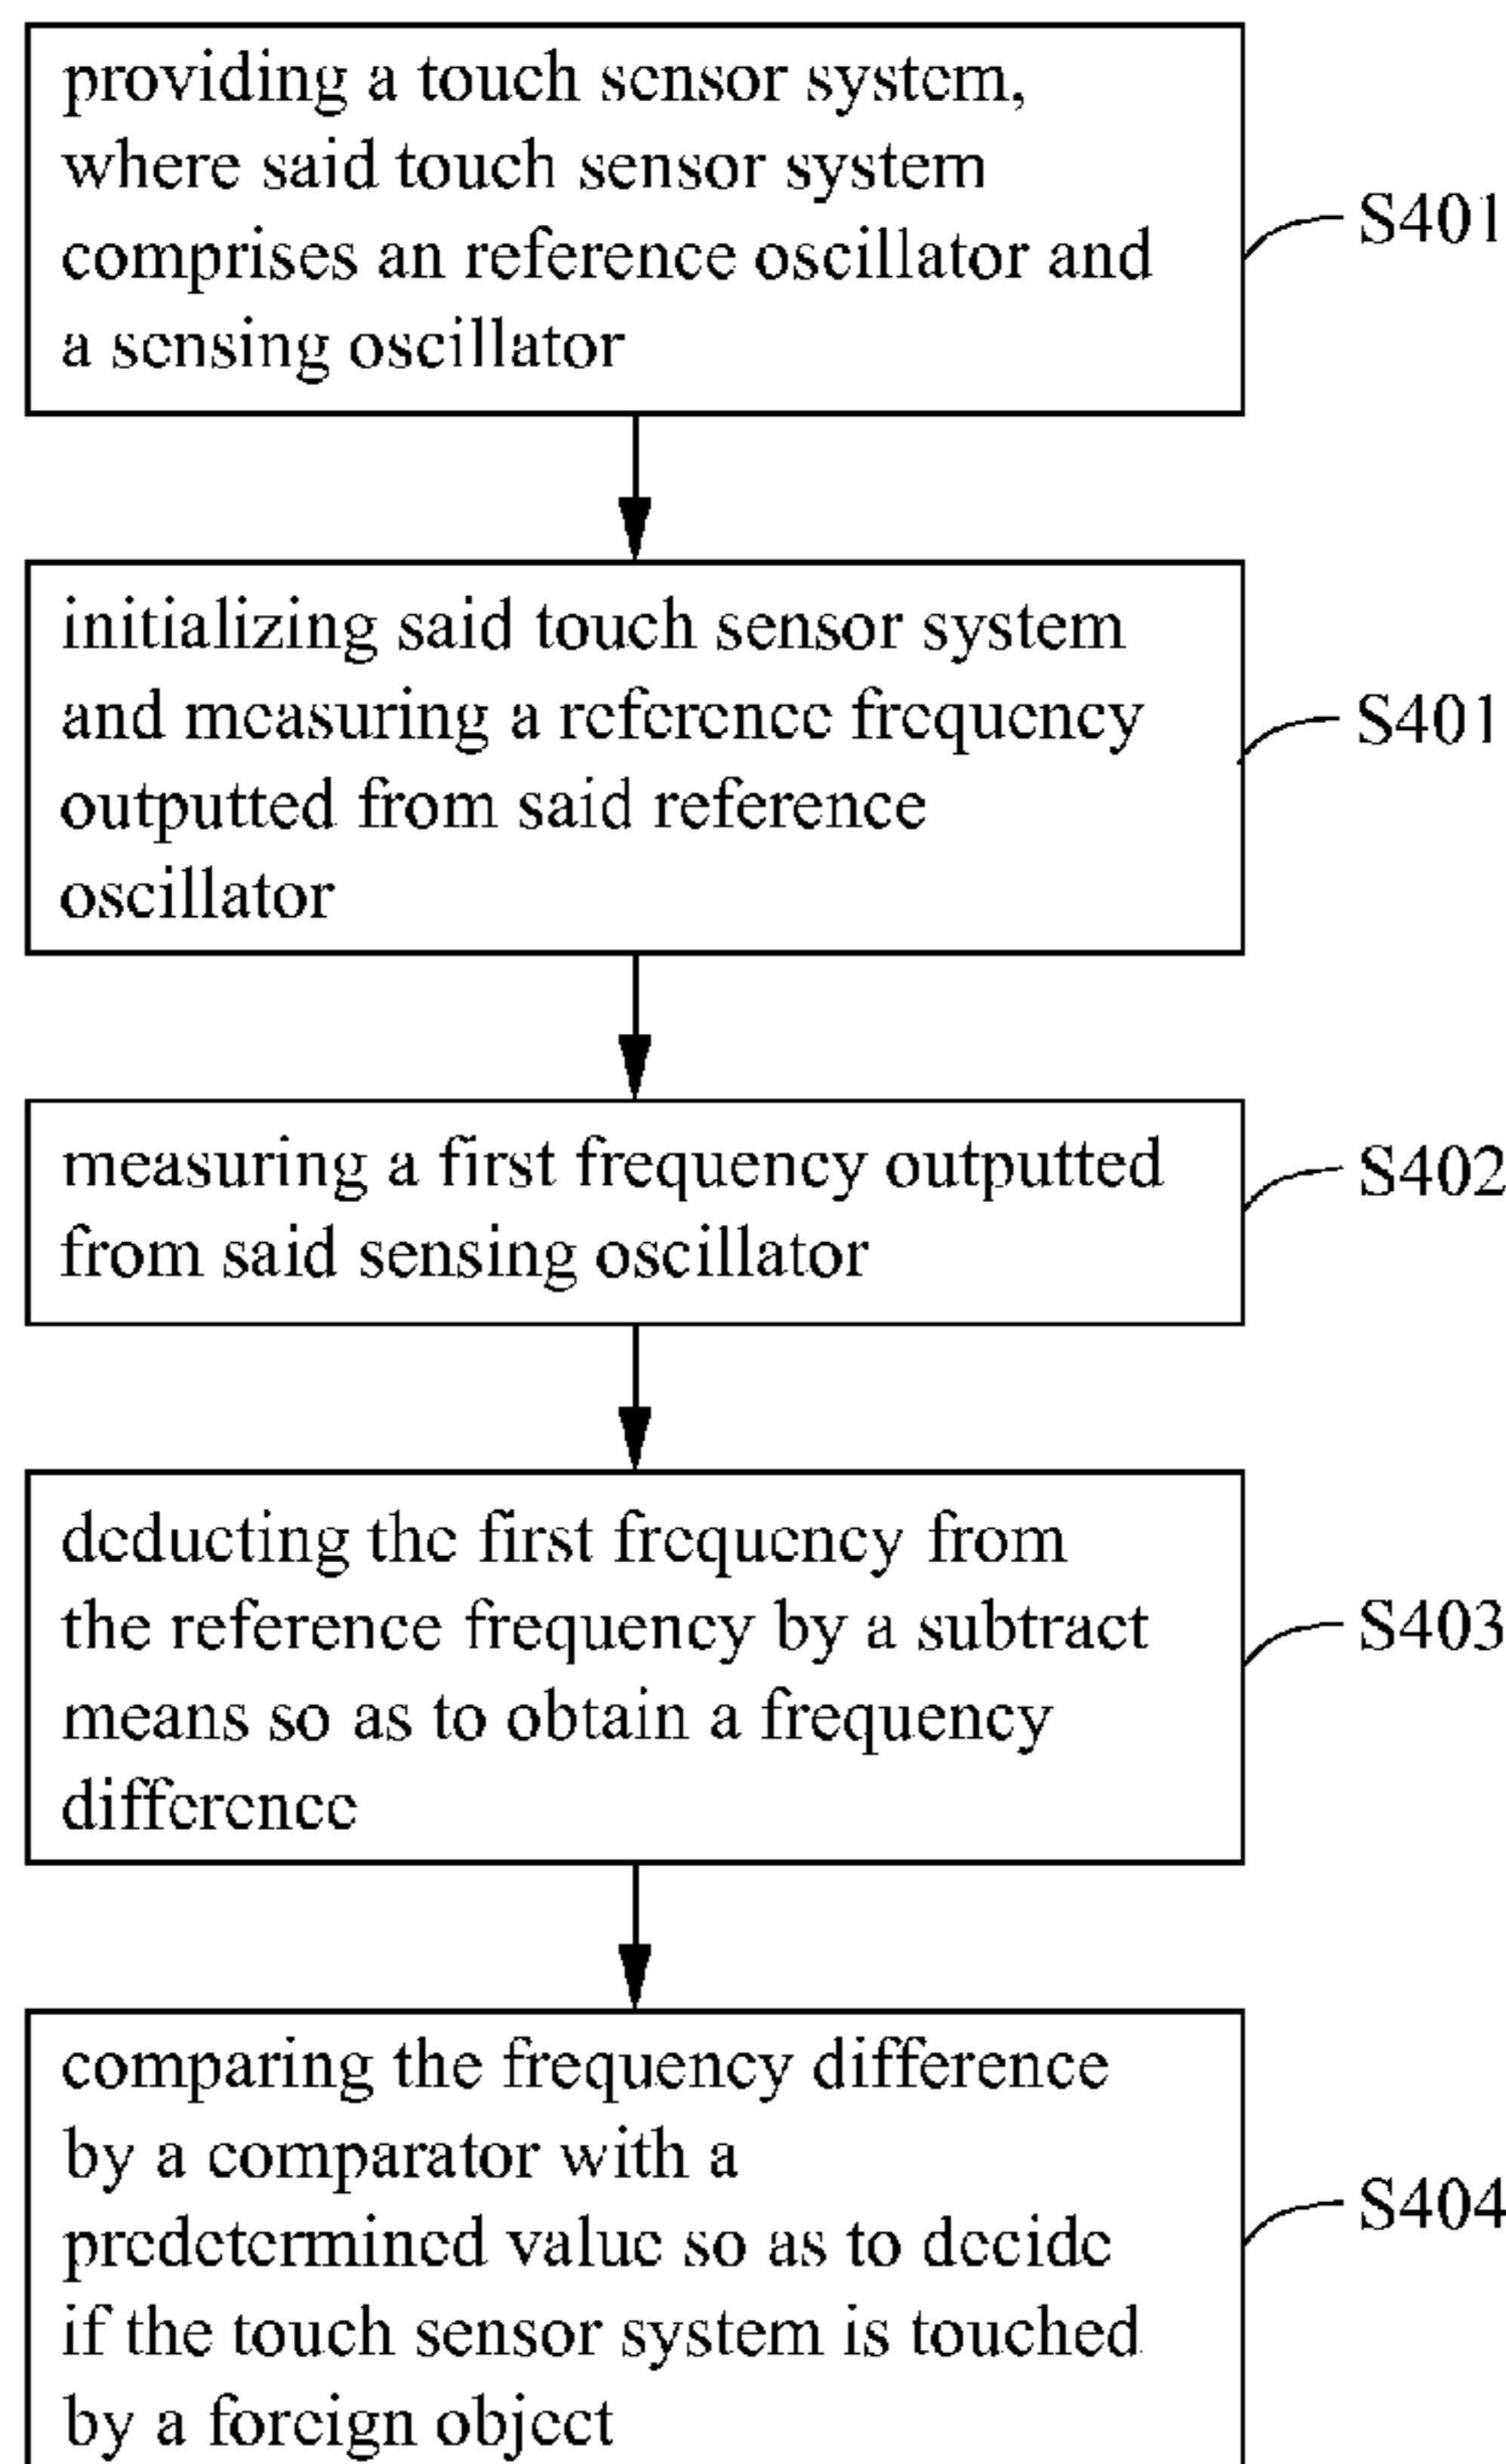 providing a touch sensor system,
where said touch sensor system
comprises an reference oscillator and
a sensing oscillator
S401
initializing said touch sensor system
and measuring a reference frequency
outputted from said reference
oscillator
S401
measuring a first frequency outputted
from said sensing oscillator
S402
deducting the first frequency from
the reference frequency by a subtract
means so as to obtain a frequency
difference
S403
comparing the frequency difference
by a comparator with a
predetermined value so as to decide
if the touch sensor system is touched
by a foreign object
S404